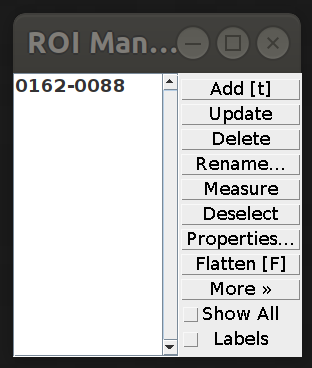 ROI Man...
0162-0088
Add [t]
Update
Delete
Rename...
Measure
Deselect
Properties...
Flatten [F]
More »
Show All
Labels